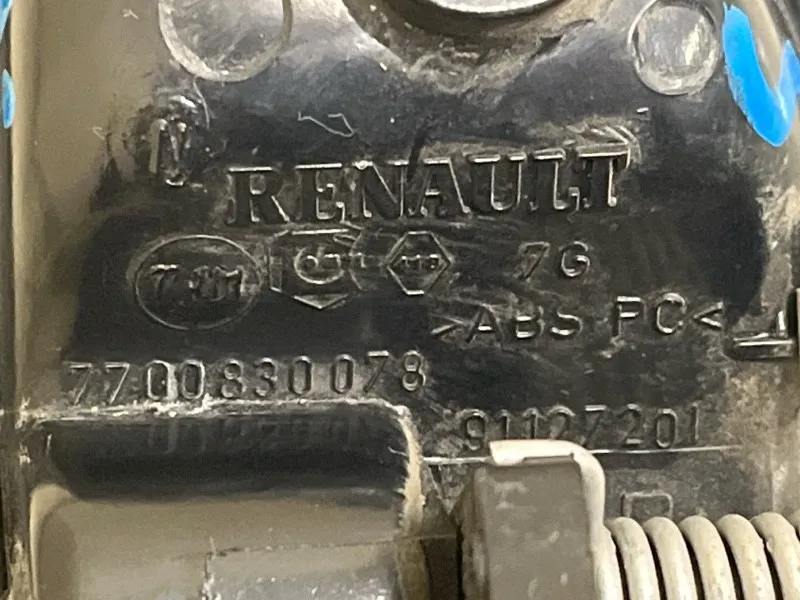 RENAULT
7G
>ABS PC<
7700830078
91127201